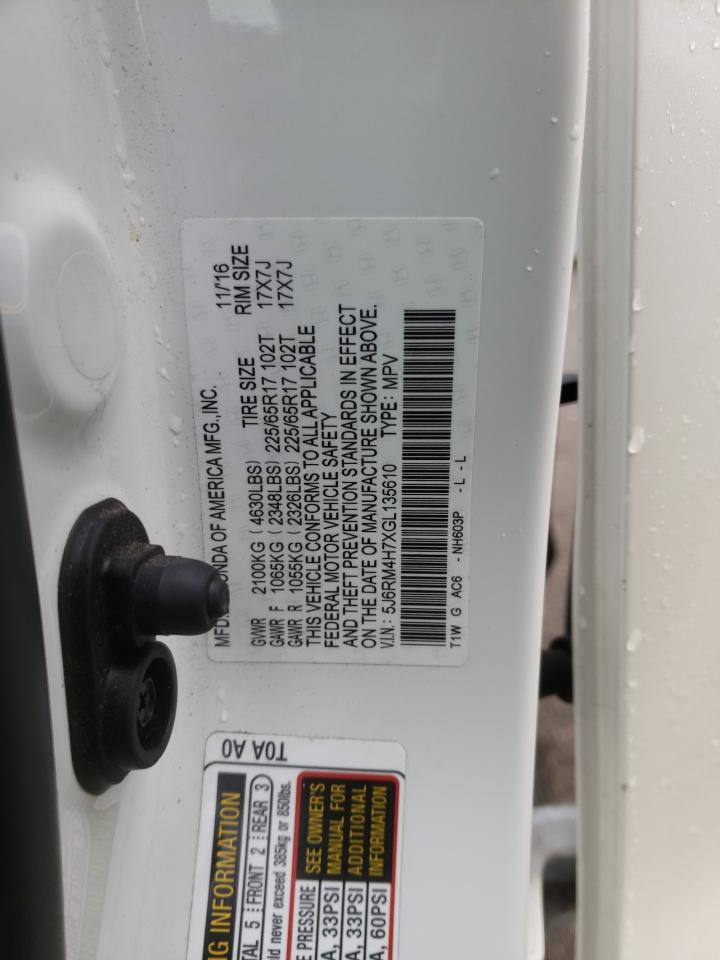 MFD. ONDA OF AMERICA MFG.,INC. 11/'16
TIRE SIZE RIM SIZE
GVWR 2100KG ( 4630LBS)
GAWR F 1065KG ( 2348LBS) 225/65R17 102T 17X7J
GAWR R 1055KG ( 2326LBS) 225/65R17 102T 17X7J
THIS VEHICLE CONFORMS TO ALL APPLICABLE
FEDERAL MOTOR VEHICLE SAFETY
AND THEFT PREVENTION STANDARDS IN EFFECT
ON THE DATE OF MANUFACTURE SHOWN ABOVE.
V.I.N.: 5J6RM4H7XGL135610 TYPE: MPV
T1W G AC6 - NH603P - L - L
T0A A0
G INFORMATION
TAL 5 FRONT 2 REAR 3
ld never exceed 385kg or 850lbs.
E PRESSURE SEE OWNER'S
A, 33PSI MANUAL FOR
A, 33PSI ADDITIONAL
A, 60PSI INFORMATION